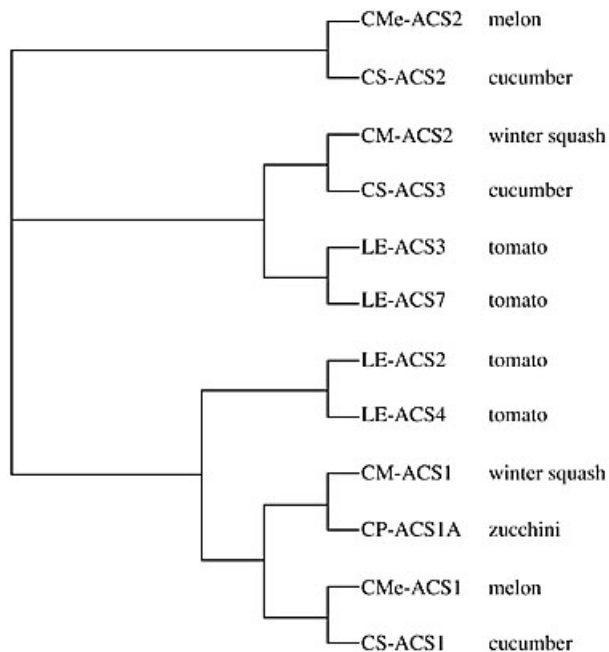 CMe-ACS2 melon
CS-ACS2 cucumber
CM-ACS2 winter squash
CS-ACS3 cucumber
LE-ACS3 tomato
LE-ACS7 tomato
LE-ACS2 tomato
LE-ACS4 tomato
CM-ACS1 winter squash
CP-ACS1A zucchini
CMe-ACS1 melon
CS-ACS1 cucumber